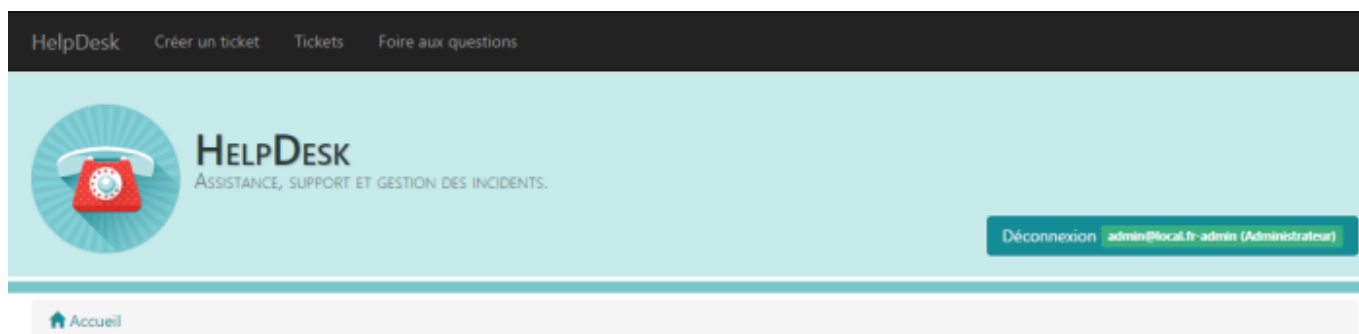 HelpDesk Créer un ticket Tickets Foire aux questions
HELPDESK
ASSISTANCE, SUPPORT ET GESTION DES INCIDENTS.
Déconnexion admin@local.fr-admin (Administrateur)
Accueil